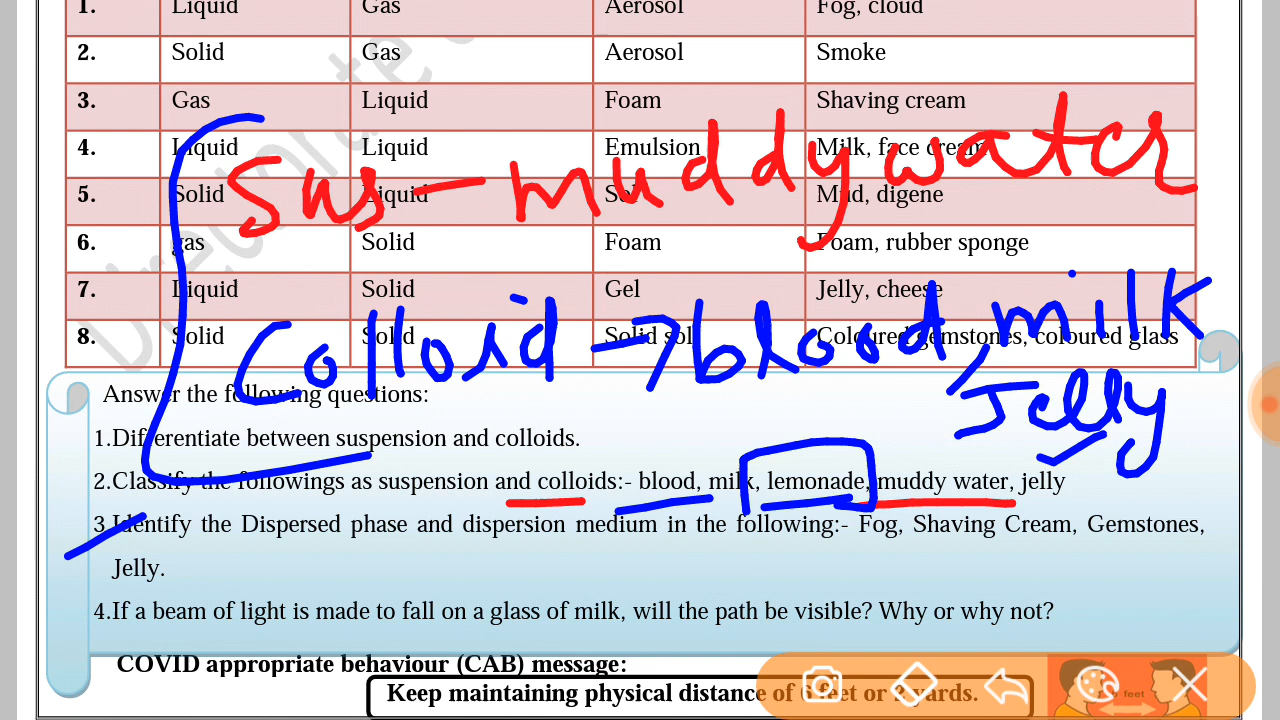 1. Liquid Gas Aerosol Fog, cloud
2. Solid Gas Aerosol Smoke
3. Gas Liquid Foam Shaving cream
4. Liquid Liquid Emulsion Milk, face cream
5. Solid Liquid Sol Mud, digene
Sus - muddy water
6. gas Solid Foam Foam, rubber sponge
7. Liquid Solid Gel Jelly, cheese
8. Solid Solid Solid sol Coloured gemstones, coloured glass
Colloid → blood, milk
Jelly
Answer the following questions:
1.Differentiate between suspension and colloids.
2.Classify the followings as suspension and colloids:- blood, milk, lemonade, muddy water, jelly
3.Identify the Dispersed phase and dispersion medium in the following:- Fog, Shaving Cream, Gemstones,
Jelly.
4.If a beam of light is made to fall on a glass of milk, will the path be visible? Why or why not?
COVID appropriate behaviour (CAB) message:
Keep maintaining physical distance of 6 feet or 2 yards.